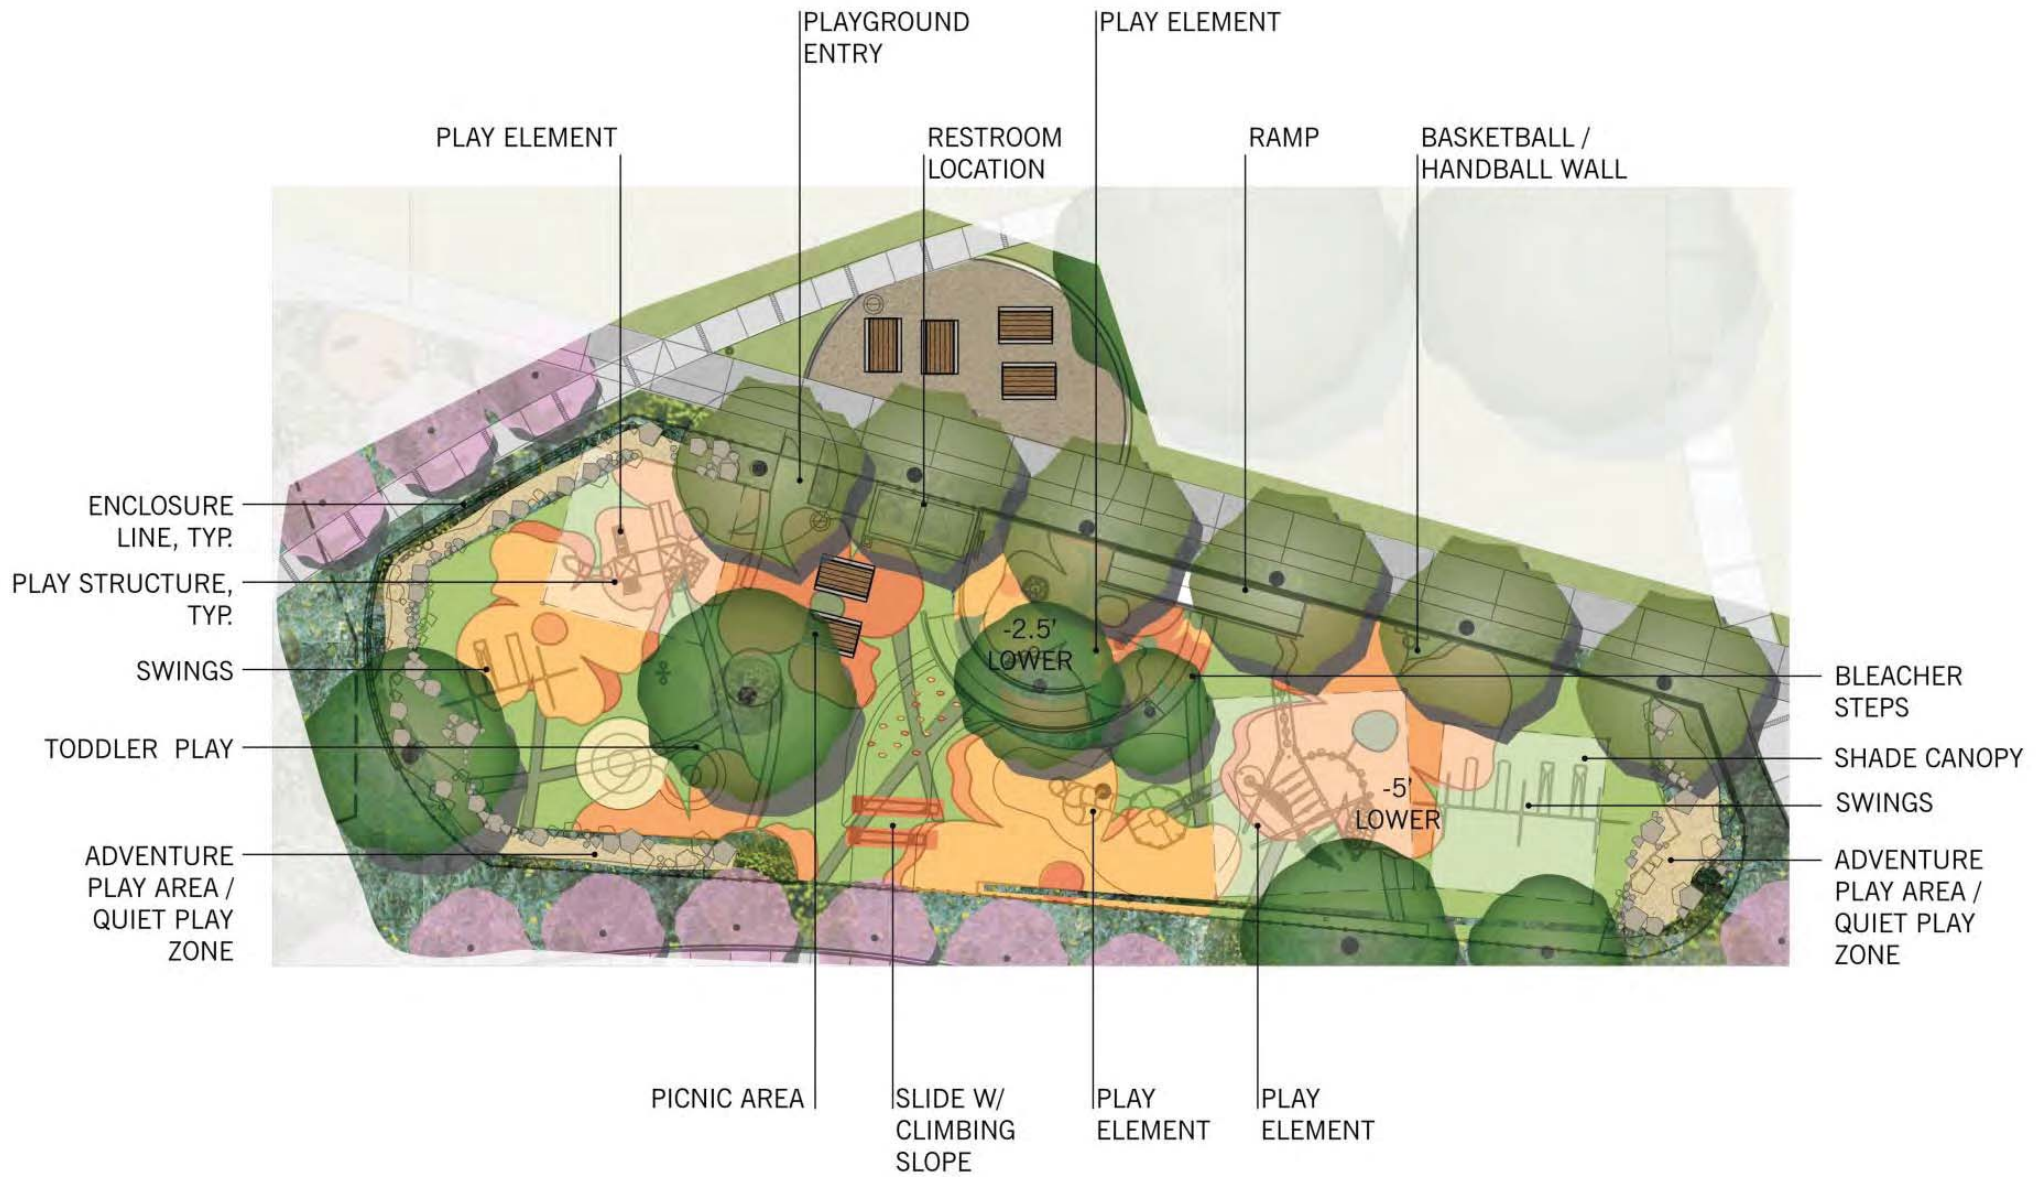 PLAYGROUND
ENTRY
PLAY ELEMENT
PLAY ELEMENT
RESTROOM
LOCATION
RAMP
BASKETBALL /
HANDBALL WALL
ENCLOSURE
LINE, TYP.
PLAY STRUCTURE,
TYP.
SWINGS
TODDLER PLAY
ADVENTURE
PLAY AREA /
QUIET PLAY
ZONE
-2.5'
LOWER
-5'
LOWER
BLEACHER
STEPS
SHADE CANOPY
SWINGS
ADVENTURE
PLAY AREA /
QUIET PLAY
ZONE
PICNIC AREA
SLIDE W/
CLIMBING
SLOPE
PLAY
ELEMENT
PLAY
ELEMENT